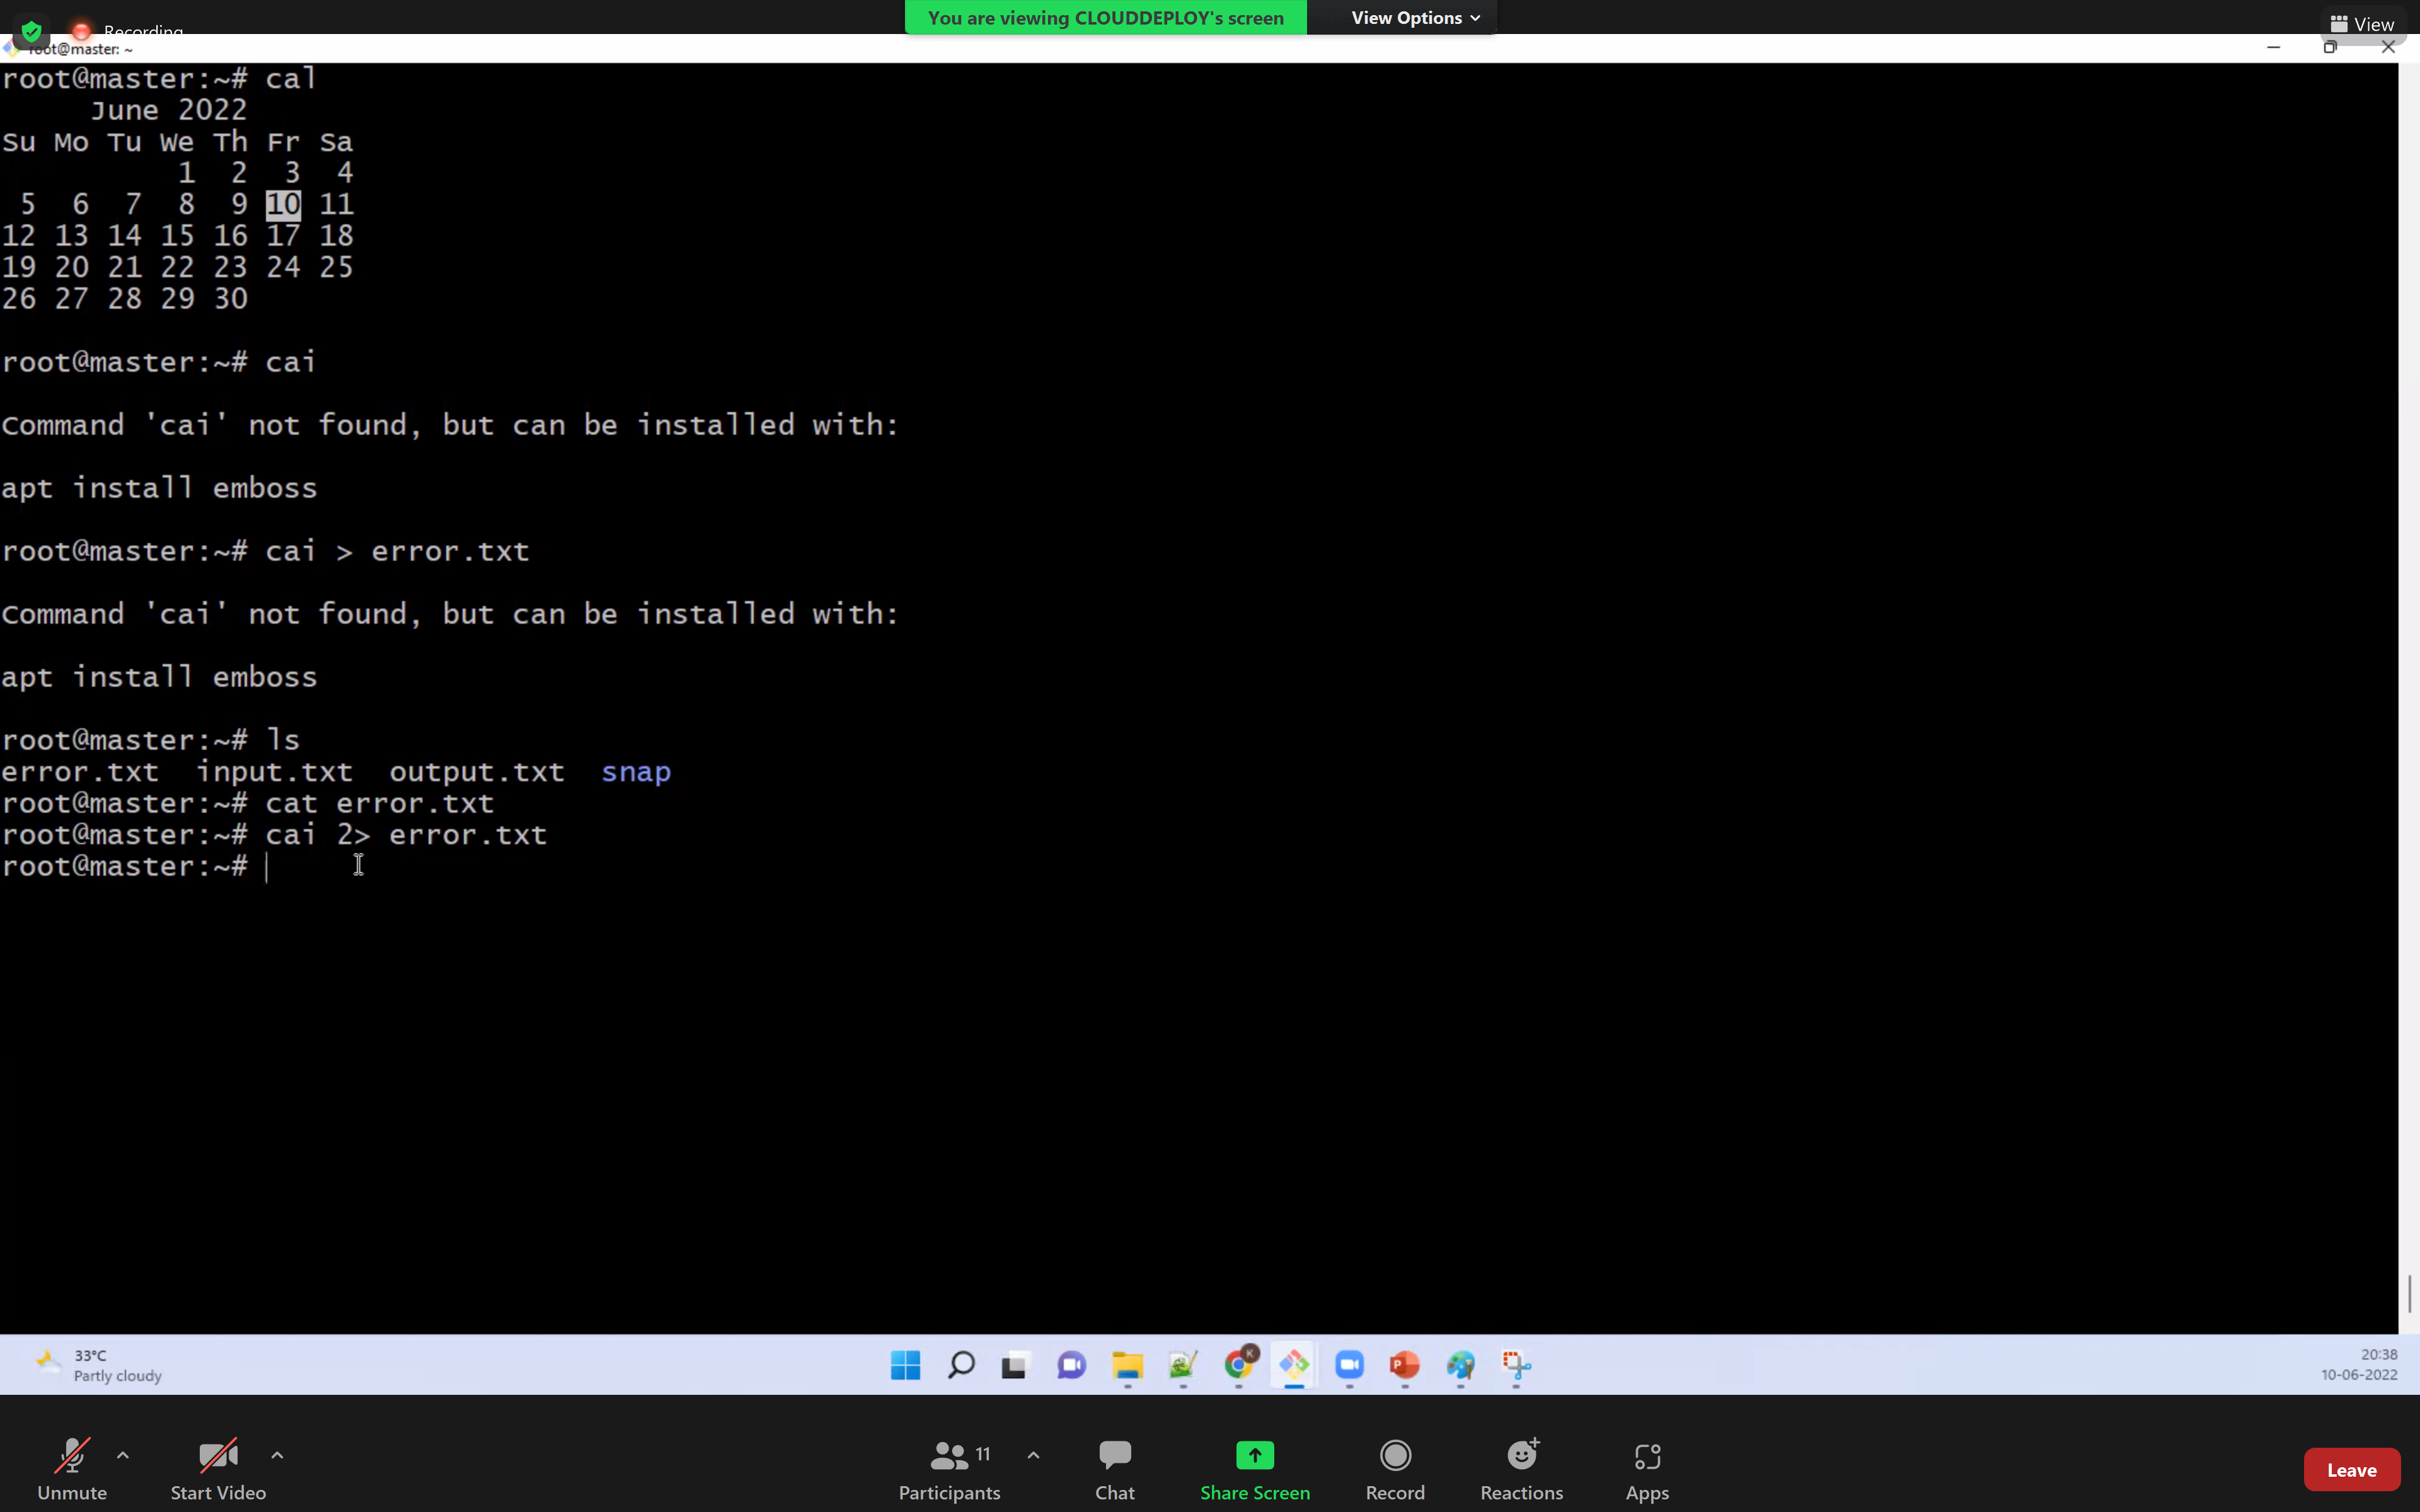 You are viewing CLOUDDEPLOY's screen View Options
View
Recording
root@master: ~
root@master:~# cal
June 2022
Su Mo Tu We Th Fr Sa
1 2 3 4
5 6 7 8 9 10 11
12 13 14 15 16 17 18
19 20 21 22 23 24 25
26 27 28 29 30
root@master:~# cai
Command 'cai' not found, but can be installed with:
apt install emboss
root@master:~# cai > error.txt
Command 'cai' not found, but can be installed with:
apt install emboss
root@master:~# ls
error.txt input.txt output.txt snap
root@master:~# cat error.txt
root@master:~# cai 2> error.txt
root@master:~#
33°C
Partly cloudy
K
P
20:38
10-06-2022
11
Unmute Start Video Participants Chat Share Screen Record Reactions Apps
Leave